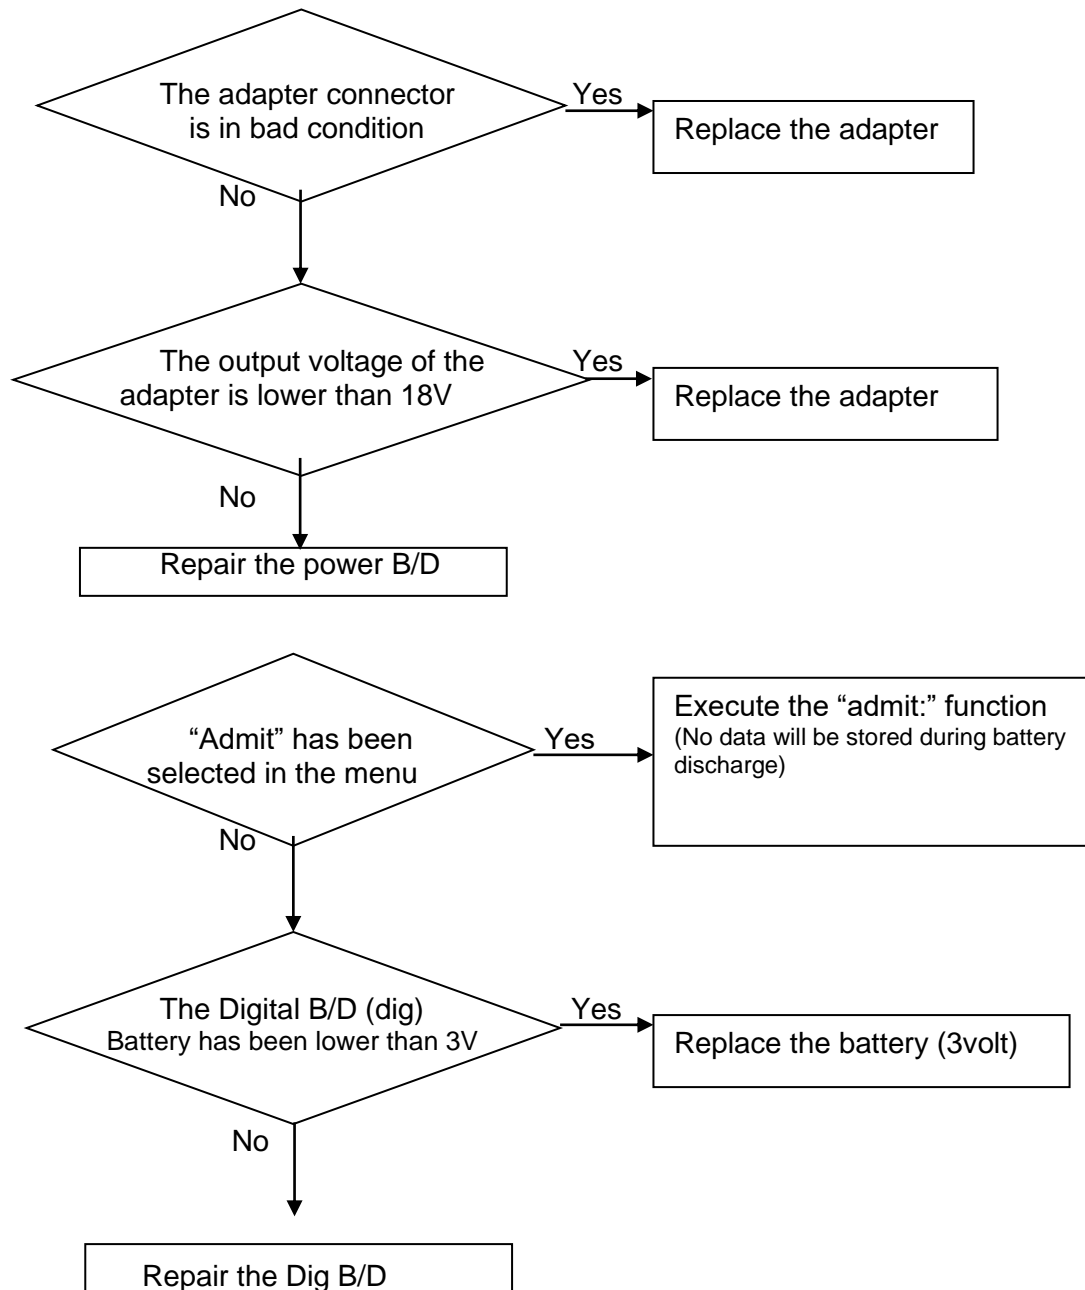 The adapter connector
is in bad condition
Yes
Replace the adapter
No
The output voltage of the
adapter is lower than 18V
Yes
Replace the adapter
No
Repair the power B/D
“Admit” has been
selected in the menu
Yes
Execute the “admit:” function
(No data will be stored during battery
discharge)
No
The Digital B/D (dig)
Battery has been lower than 3V
Yes
Replace the battery (3volt)
No
Repair the Dig B/D